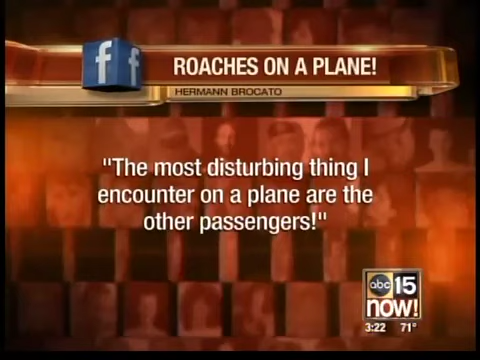 f f
ROACHES ON A PLANE!
HERMANN BROCATO
"The most disturbing thing I
encounter on a plane are the
other passengers!"
abc 15
now!
3:22 71°